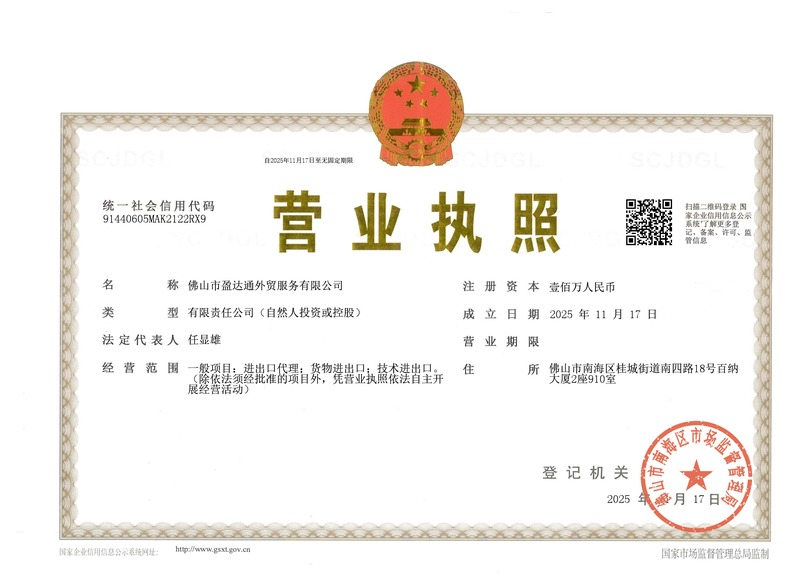 SCJDGL
SCJDGL
自2025年11月17日至无固定期限
统一社会信用代码
91440605MAK2122RX9
营业执照
扫描二维码登录 国
家企业信用信息公示
系统'了解更多登
记、备案、许可、监
管信息
名称 佛山市盈达通外贸服务有限公司
注册资本 壹佰万人民币
类型 有限责任公司（自然人投资或控股）
成立日期 2025 年 11 月 17 日
法定代表人 任显雄
营业期限
经营范围 一般项目：进出口代理；货物进出口；技术进出口。
（除依法须经批准的项目外，凭营业执照依法自主开
展经营活动）
住所 佛山市南海区桂城街道南四路18号百纳
大厦2座910室
登记机关
佛山市南海区市场监督管理局
2025 年 月 17 日
国家企业信用信息公示系统网址： http://www.gsxt.gov.cn
国家市场监督管理总局监制